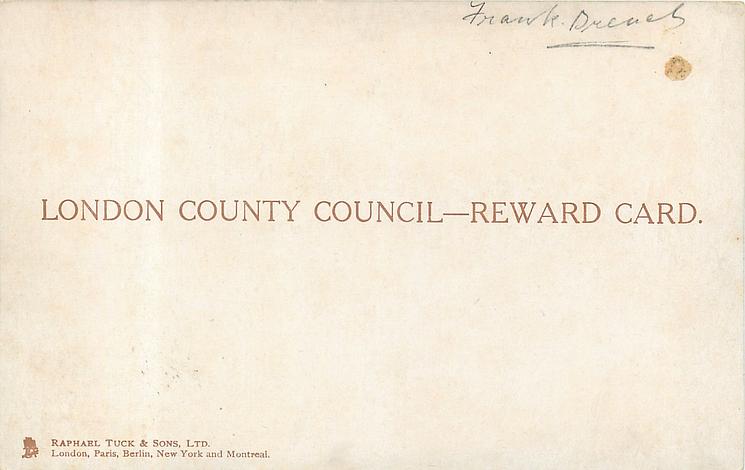 Frank.
LONDON COUNTY COUNCIL—REWARD CARD.
RAPHAEL TUCK & SONS, LTD.
London, Paris, Berlin, New York and Montreal.